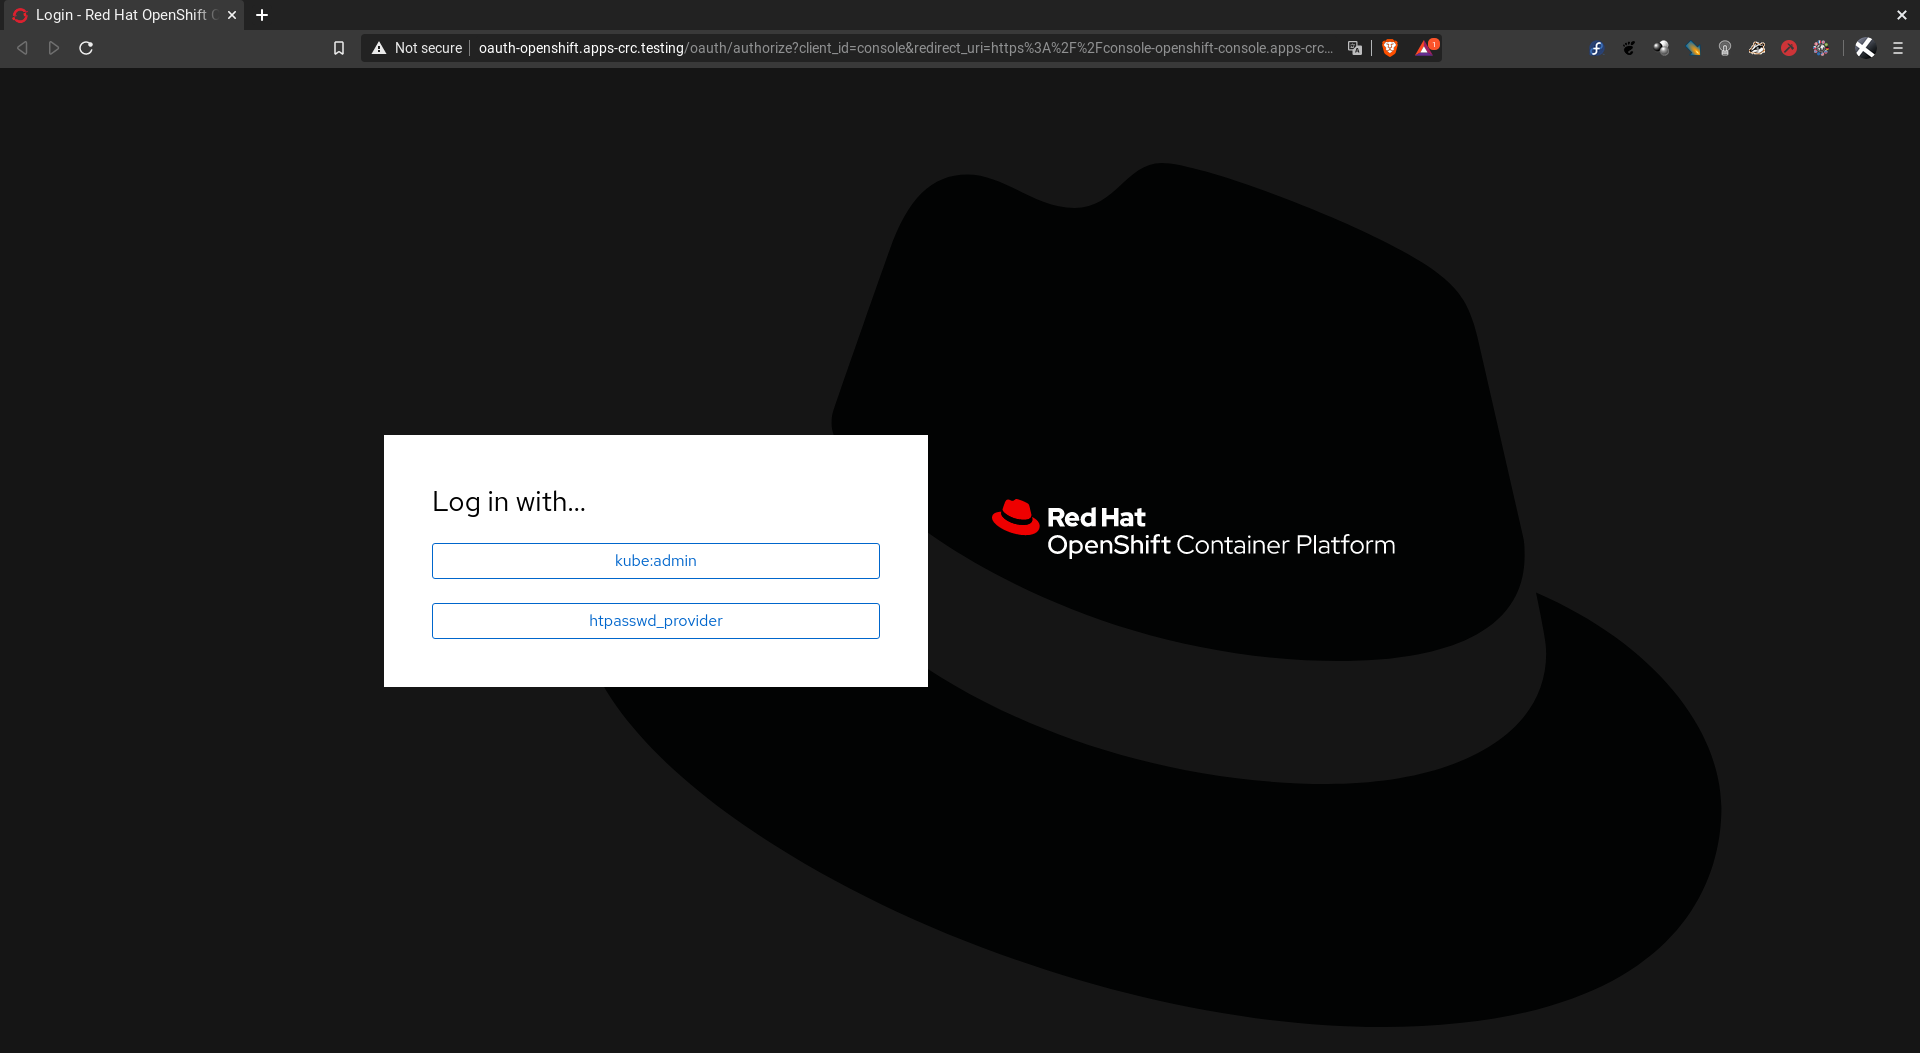 Login - Red Hat OpenShift C
Not secure
oauth-openshift.apps-crc.testing/oauth/authorize?client_id=console&redirect_uri=https%3A%2F%2Fconsole-openshift-console.apps-crc...
1
Log in with...
kube:admin
htpasswd_provider
Red Hat
OpenShift Container Platform